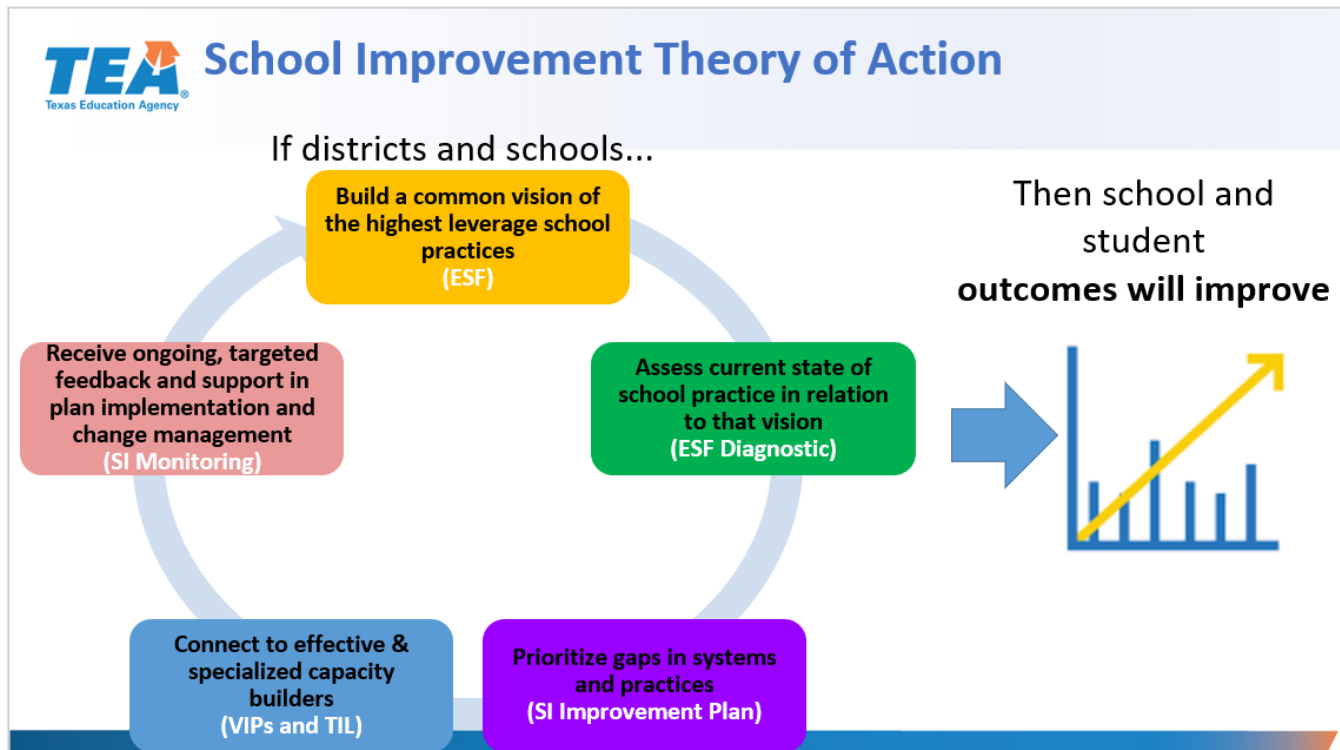 TEA®
Texas Education Agency
School Improvement Theory of Action
If districts and schools...
Build a common vision of
the highest leverage school
practices
(ESF)
Assess current state of
school practice in relation
to that vision
(ESF Diagnostic)
Prioritize gaps in systems
and practices
(SI Improvement Plan)
Connect to effective &
specialized capacity
builders
(VIPs and TIL)
Receive ongoing, targeted
feedback and support in
plan implementation and
change management
(SI Monitoring)
Then school and
student
outcomes will improve